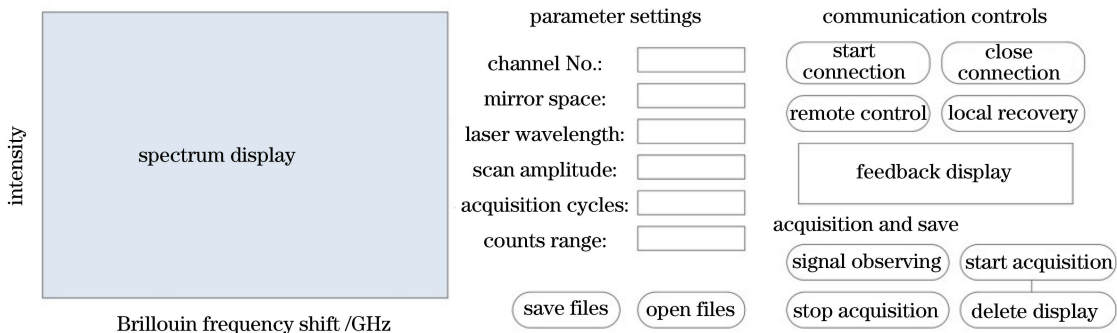 intensity
spectrum display
Brillouin frequency shift /GHz
parameter settings
channel No.:
mirror space:
laser wavelength:
scan amplitude:
acquisition cycles:
counts range:
save files
open files
communication controls
start
connection
close
connection
remote control
local recovery
feedback display
acquisition and save
signal observing
start acquisition
stop acquisition
delete display